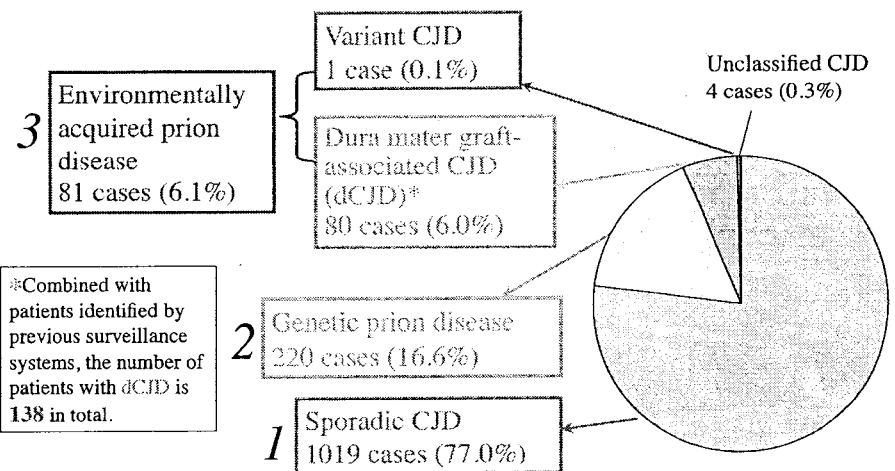 Variant CJD
1 case (0.1%)
Unclassified CJD
4 cases (0.3%)
3
Environmentally
acquired prion
disease
81 cases (6.1%)
Dura mater graft-
associated CJD
(dCJD)*
80 cases (6.0%)
*Combined with
patients identified by
previous surveillance
systems, the number of
patients with dCJD is
138 in total.
2
Genetic prion disease
220 cases (16.6%)
1
Sporadic CJD
1019 cases (77.0%)